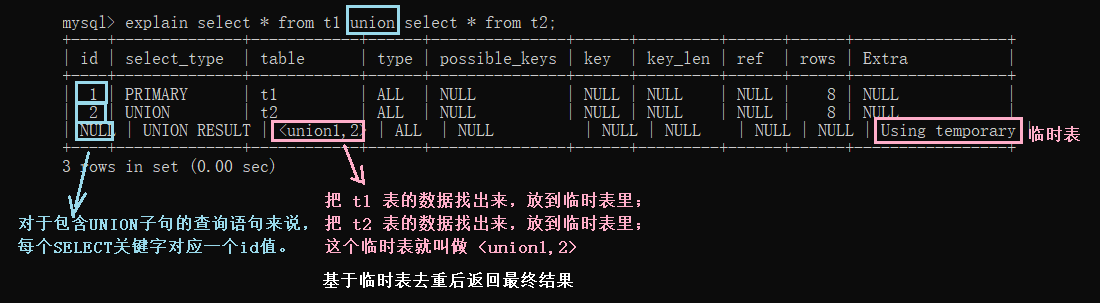 mysql> explain select * from t1 union select * from t2;
| id | select_type | table | type | possible_keys | key | key_len | ref | rows | Extra |
| 1 | PRIMARY | t1 | ALL | NULL | NULL | NULL | NULL | 8 | NULL |
| 2 | UNION | t2 | ALL | NULL | NULL | NULL | NULL | 8 | NULL |
| NULL | UNION RESULT | <union1,2> | ALL | NULL | NULL | NULL | NULL | NULL | Using temporary | 临时表
3 rows in set (0.00 sec)
对于包含UNION子句的查询语句来说,
每个SELECT关键字对应一个id值。
把 t1 表的数据找出来,放到临时表里;
把 t2 表的数据找出来,放到临时表里;
这个临时表就叫做 <union1,2>
基于临时表去重后返回最终结果